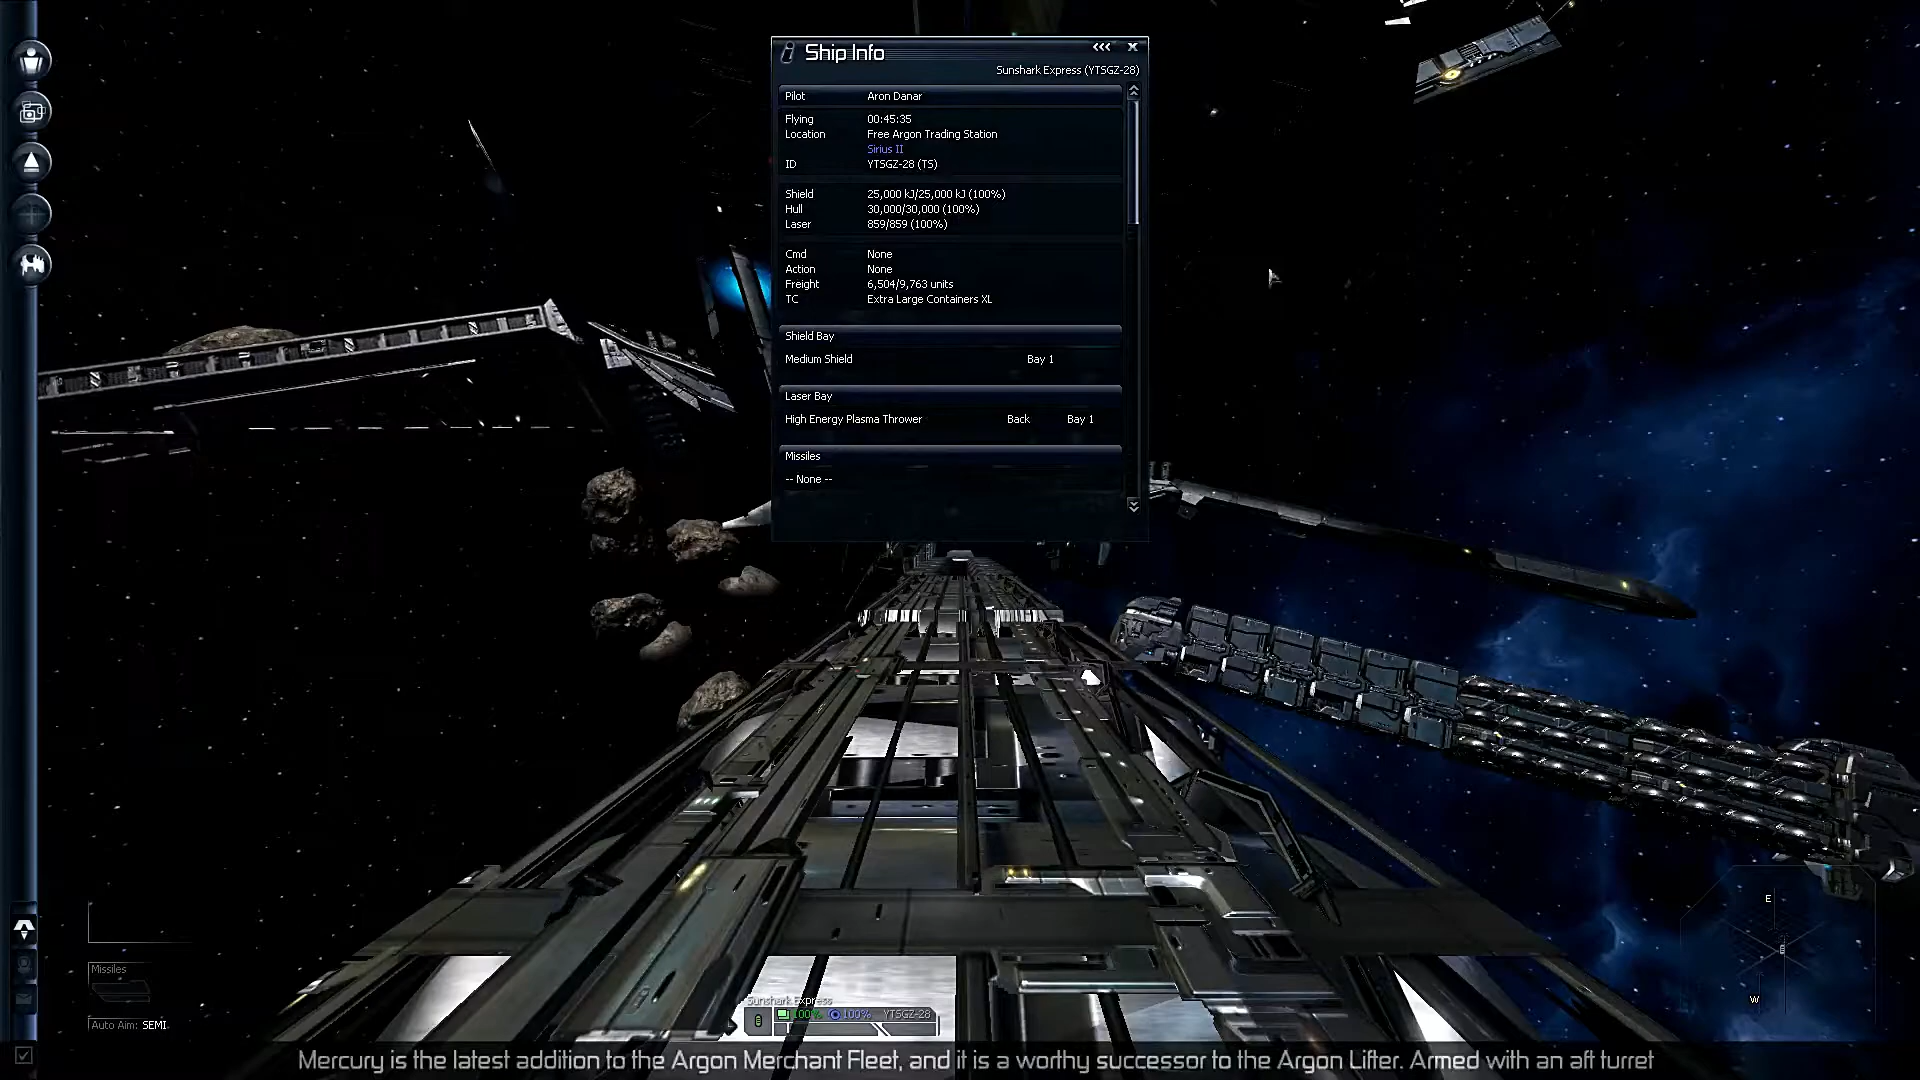 Ship Info
<<<
X
Sunshark Express (YTSGZ-28)
Pilot Aron Danar
Flying 00:45:35
Location Free Argon Trading Station
Sirius II
ID YTSGZ-28 (TS)
Shield 25,000 kJ/25,000 kJ (100%)
Hull 30,000/30,000 (100%)
Laser 859/859 (100%)
Cmd None
Action None
Freight 6,504/9,763 units
TC Extra Large Containers XL
Shield Bay
Medium Shield Bay 1
Laser Bay
High Energy Plasma Thrower Back Bay 1
Missiles
-- None --
E
W
Missiles
Auto Aim: SEMI
Sunshark Express
100% 100% YTSGZ-28
Mercury is the latest addition to the Argon Merchant Fleet, and it is a worthy successor to the Argon Lifter. Armed with an aft turret